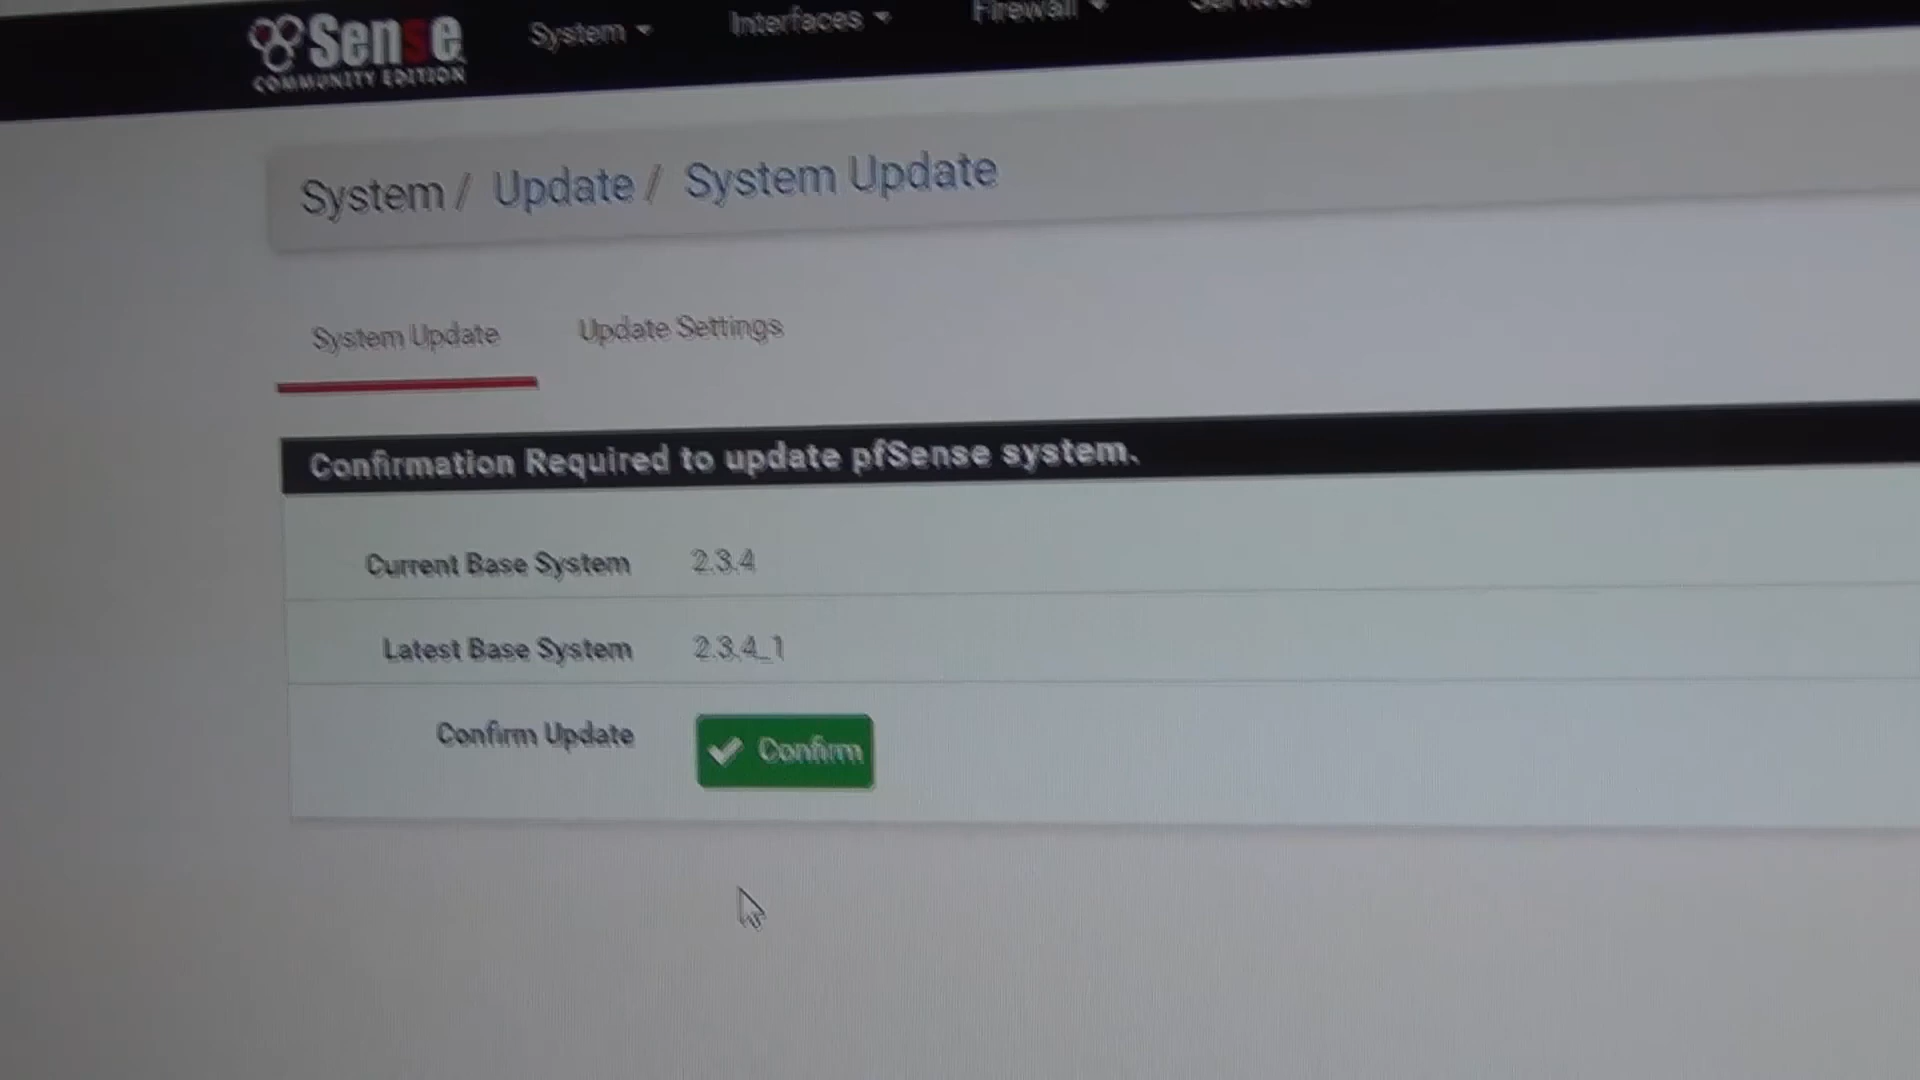 Sense
COMMUNITY EDITION
System
Interfaces
Firewall
Services
System / Update / System Update
System Update
Update Settings
Confirmation Required to update pfSense system.
Current Base System 2.3.4
Latest Base System 2.3.4_1
Confirm Update Confirm